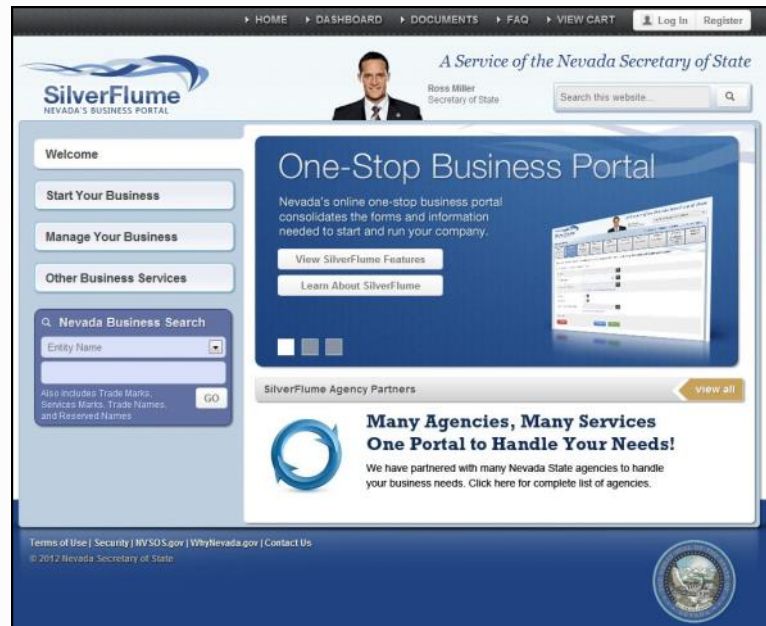 HOME DASHBOARD DOCUMENTS FAQ VIEW CART Log In Register
A Service of the Nevada Secretary of State
SilverFlume
NEVADA'S BUSINESS PORTAL
Ross Miller
Secretary of State
Search this website...
Welcome
Start Your Business
Manage Your Business
Other Business Services
Nevada Business Search
Entity Name
Also includes Trade Marks,
Services Marks, Trade Names,
and Reserved Names
GO
One-Stop Business Portal
Nevada's online one-stop business portal
consolidates the forms and information
needed to start and run your company.
View SilverFlume Features
Learn About SilverFlume
SilverFlume Agency Partners
view all
Many Agencies, Many Services
One Portal to Handle Your Needs!
We have partnered with many Nevada State agencies to handle
your business needs. Click here for complete list of agencies.
Terms of Use | Security | NVSOS.gov | WhyNevada.gov | Contact Us
© 2012 Nevada Secretary of State